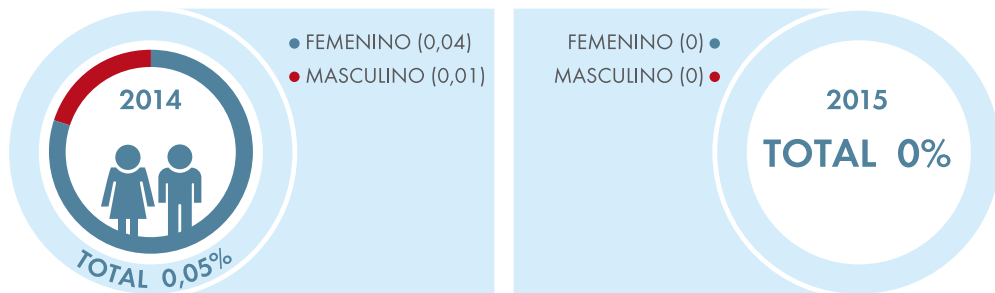 2014
TOTAL 0,05%
FEMENINO (0,04)
MASCULINO (0,01)
FEMENINO (0)
MASCULINO (0)
2015
TOTAL 0%